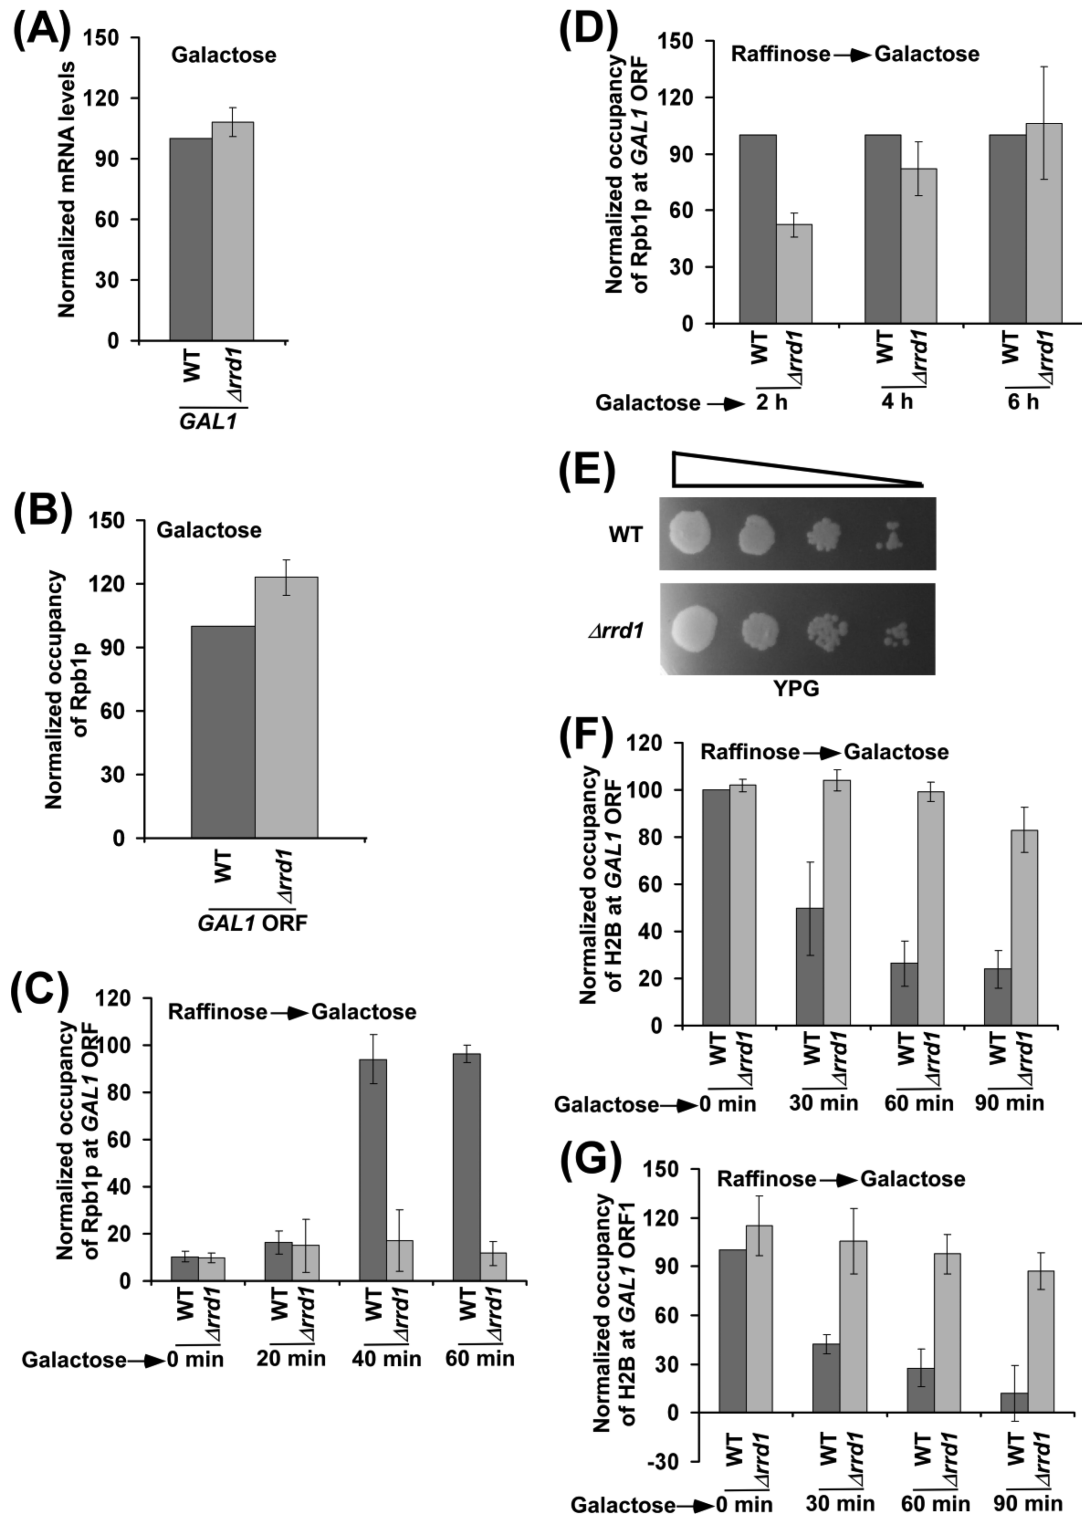 (A)
Normalized mRNA levels
150
120
90
60
30
0
Galactose
WT
Δrrd1
GAL1
(B)
Normalized occupancy
of Rpb1p
150
120
90
60
30
0
Galactose
WT
Δrrd1
GAL1 ORF
(C)
Normalized occupancy
of Rpb1p at GAL1 ORF
120
100
80
60
40
20
0
Raffinose → Galactose
WT
Δrrd1
WT
Δrrd1
WT
Δrrd1
WT
Δrrd1
Galactose → 0 min 20 min 40 min 60 min
(D)
Normalized occupancy
of Rpb1p at GAL1 ORF
150
120
90
60
30
0
Raffinose → Galactose
WT
Δrrd1
WT
Δrrd1
WT
Δrrd1
Galactose → 2 h 4 h 6 h
(E)
WT
Δrrd1
YPG
(F)
Normalized occupancy
of H2B at GAL1 ORF
120
100
80
60
40
20
0
Raffinose → Galactose
WT
Δrrd1
WT
Δrrd1
WT
Δrrd1
WT
Δrrd1
Galactose → 0 min 30 min 60 min 90 min
(G)
Normalized occupancy
of H2B at GAL1 ORF1
150
120
90
60
30
0
-30
Raffinose → Galactose
WT
Δrrd1
WT
Δrrd1
WT
Δrrd1
WT
Δrrd1
Galactose → 0 min 30 min 60 min 90 min